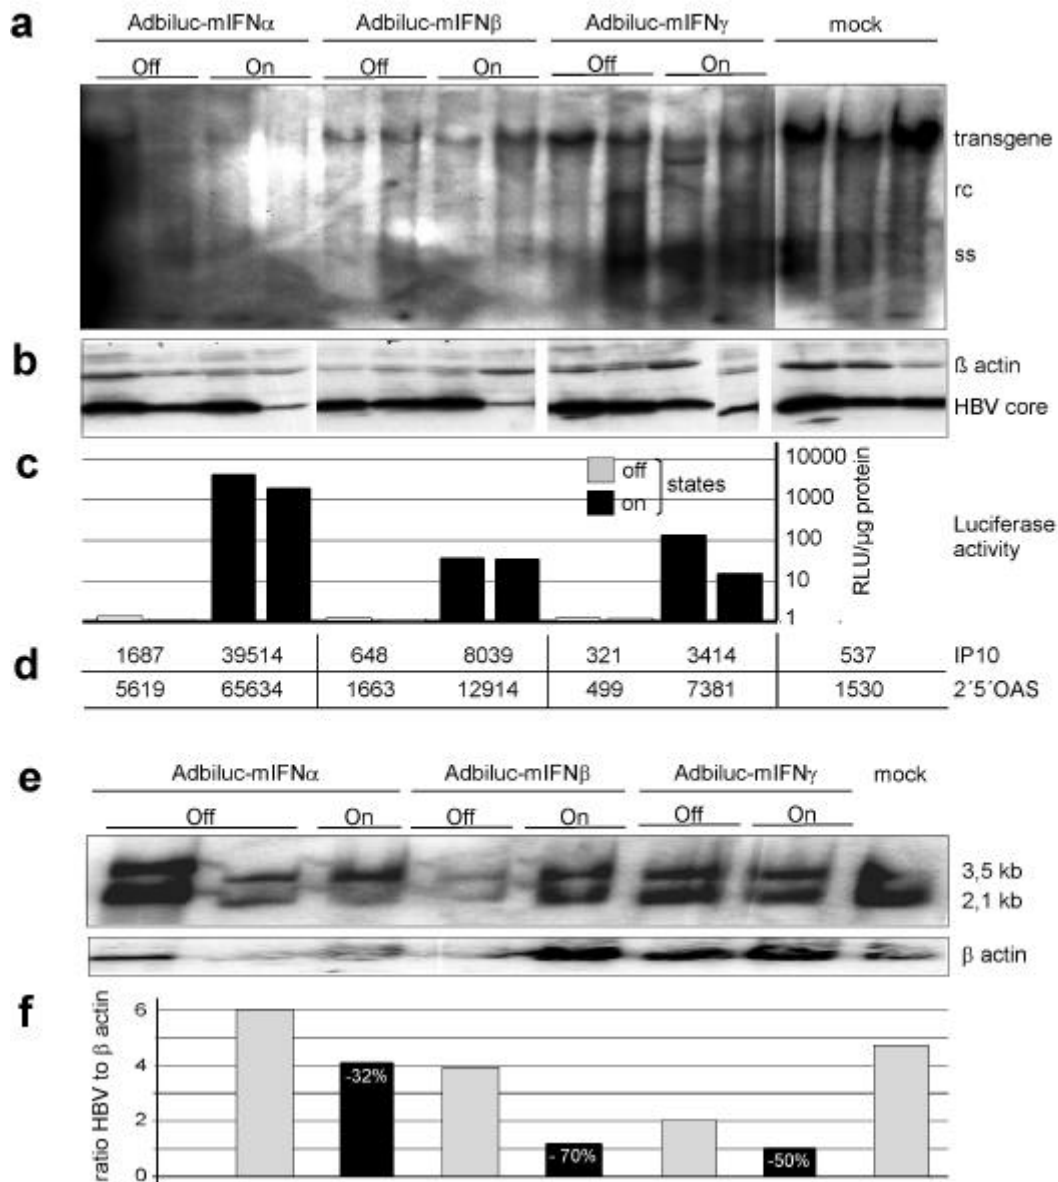 a
Adbiluc-mIFNα Adbiluc-mIFNβ Adbiluc-mIFNγ mock
Off On Off On Off On
transgene
rc
ss
b
ß actin
HBV core
c
off
on
states
10000
1000
100
10
1
RLU/µg protein
Luciferase
activity
d
1687 39514 648 8039 321 3414 537 IP10
5619 65634 1663 12914 499 7381 1530 2´5´OAS
e
Adbiluc-mIFNα Adbiluc-mIFNβ Adbiluc-mIFNγ mock
Off On Off On Off On
3,5 kb
2,1 kb
β actin
f
ratio HBV to β actin
6
4
2
0
-32%
- 70%
-50%